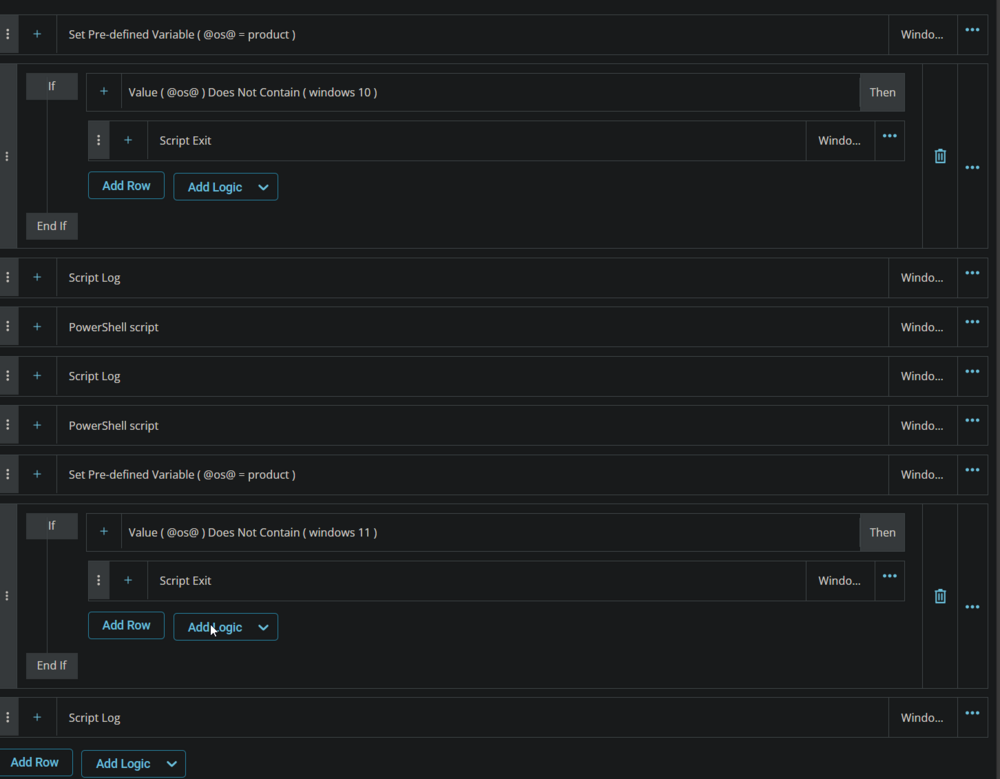 Set Pre-defined Variable ( @os@ = product ) Windo...
If
Value ( @os@ ) Does Not Contain ( windows 10 ) Then
Script Exit Windo...
Add Row Add Logic
End If
Script Log Windo...
PowerShell script Windo...
Script Log Windo...
PowerShell script Windo...
Set Pre-defined Variable ( @os@ = product ) Windo...
If
Value ( @os@ ) Does Not Contain ( windows 11 ) Then
Script Exit Windo...
Add Row Add Logic
End If
Script Log Windo...
Add Row Add Logic